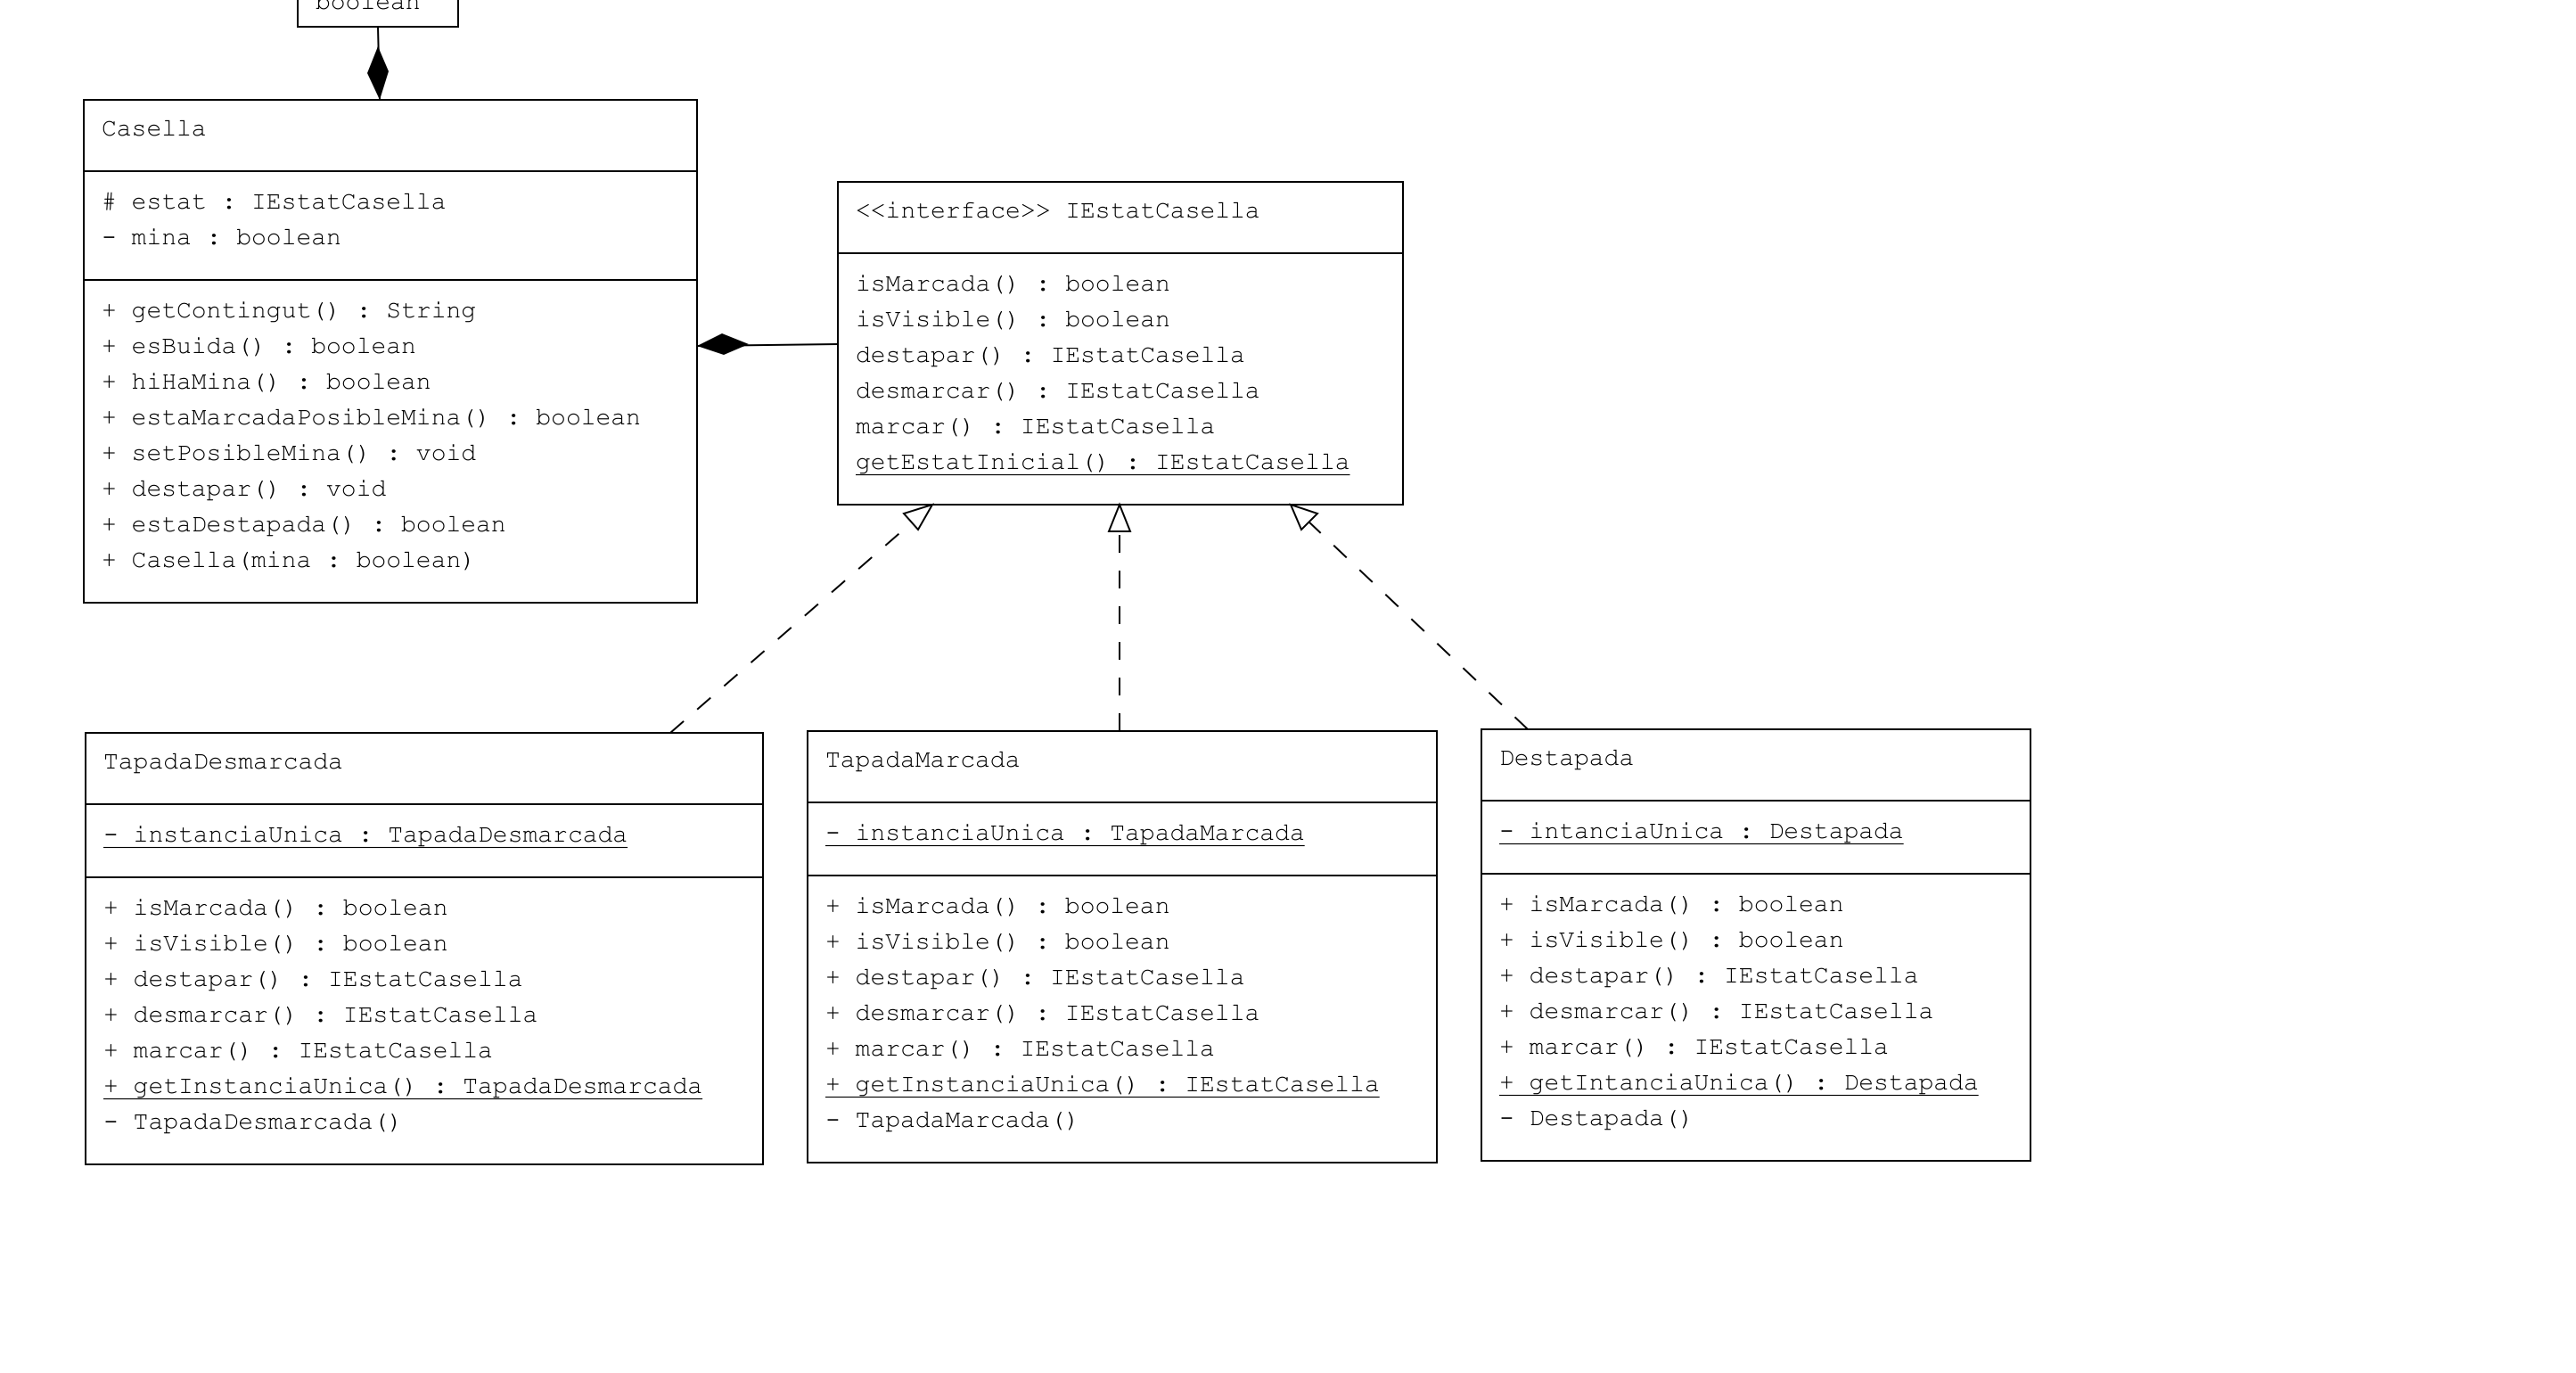 boolean
Casella
# estat : IEstatCasella
- mina : boolean
+ getContingut() : String
+ esBuida() : boolean
+ hiHaMina() : boolean
+ estaMarcadaPosibleMina() : boolean
+ setPosibleMina() : void
+ destapar() : void
+ estaDestapada() : boolean
+ Casella(mina : boolean)
<<interface>> IEstatCasella
isMarcada() : boolean
isVisible() : boolean
destapar() : IEstatCasella
desmarcar() : IEstatCasella
marcar() : IEstatCasella
getEstatInicial() : IEstatCasella
TapadaDesmarcada
- instanciaUnica : TapadaDesmarcada
+ isMarcada() : boolean
+ isVisible() : boolean
+ destapar() : IEstatCasella
+ desmarcar() : IEstatCasella
+ marcar() : IEstatCasella
+ getInstanciaUnica() : TapadaDesmarcada
- TapadaDesmarcada()
TapadaMarcada
- instanciaUnica : TapadaMarcada
+ isMarcada() : boolean
+ isVisible() : boolean
+ destapar() : IEstatCasella
+ desmarcar() : IEstatCasella
+ marcar() : IEstatCasella
+ getInstanciaUnica() : IEstatCasella
- TapadaMarcada()
Destapada
- intanciaUnica : Destapada
+ isMarcada() : boolean
+ isVisible() : boolean
+ destapar() : IEstatCasella
+ desmarcar() : IEstatCasella
+ marcar() : IEstatCasella
+ getIntanciaUnica() : Destapada
- Destapada()